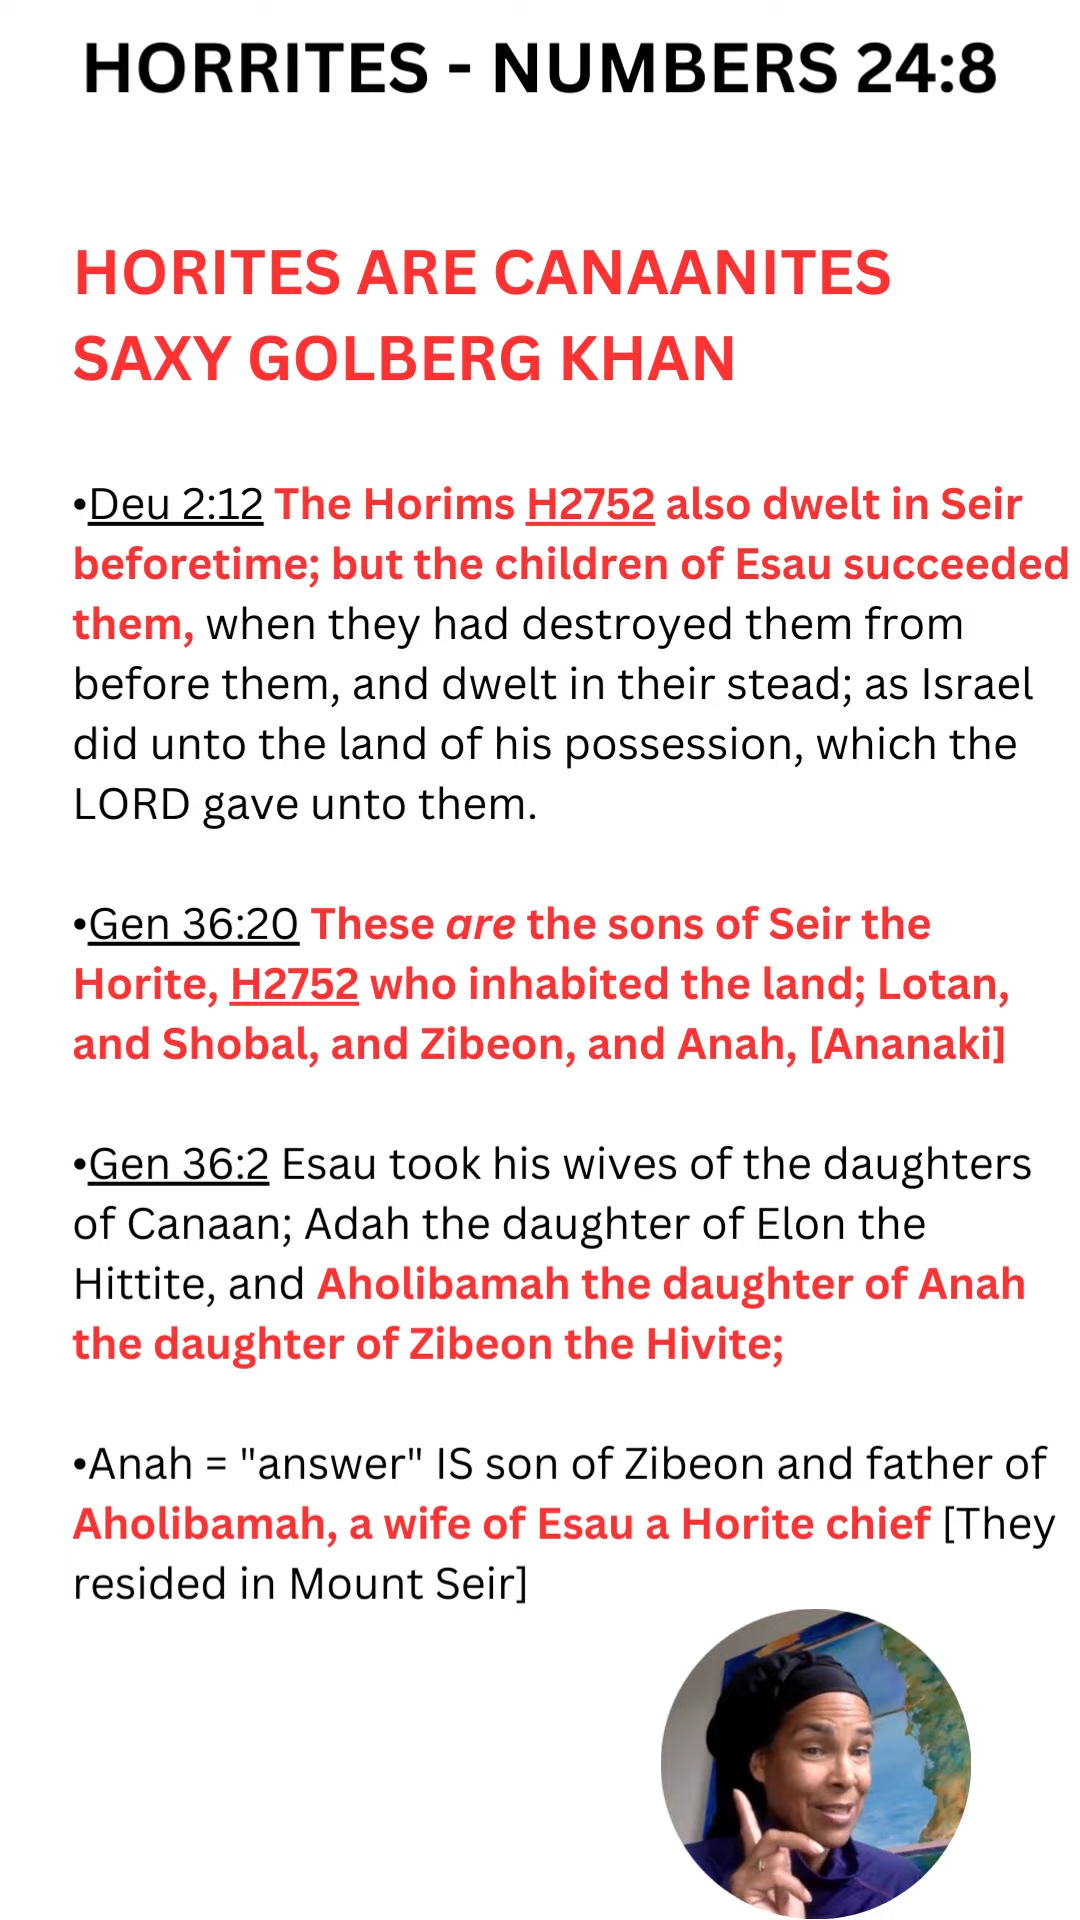 HORRITES - NUMBERS 24:8
HORITES ARE CANAANITES
SAXY GOLBERG KHAN
•Deu 2:12 The Horims H2752 also dwelt in Seir
beforetime; but the children of Esau succeeded
them, when they had destroyed them from
before them, and dwelt in their stead; as Israel
did unto the land of his possession, which the
LORD gave unto them.
•Gen 36:20 These are the sons of Seir the
Horite, H2752 who inhabited the land; Lotan,
and Shobal, and Zibeon, and Anah, [Ananaki]
•Gen 36:2 Esau took his wives of the daughters
of Canaan; Adah the daughter of Elon the
Hittite, and Aholibamah the daughter of Anah
the daughter of Zibeon the Hivite;
•Anah = "answer" IS son of Zibeon and father of
Aholibamah, a wife of Esau a Horite chief [They
resided in Mount Seir]